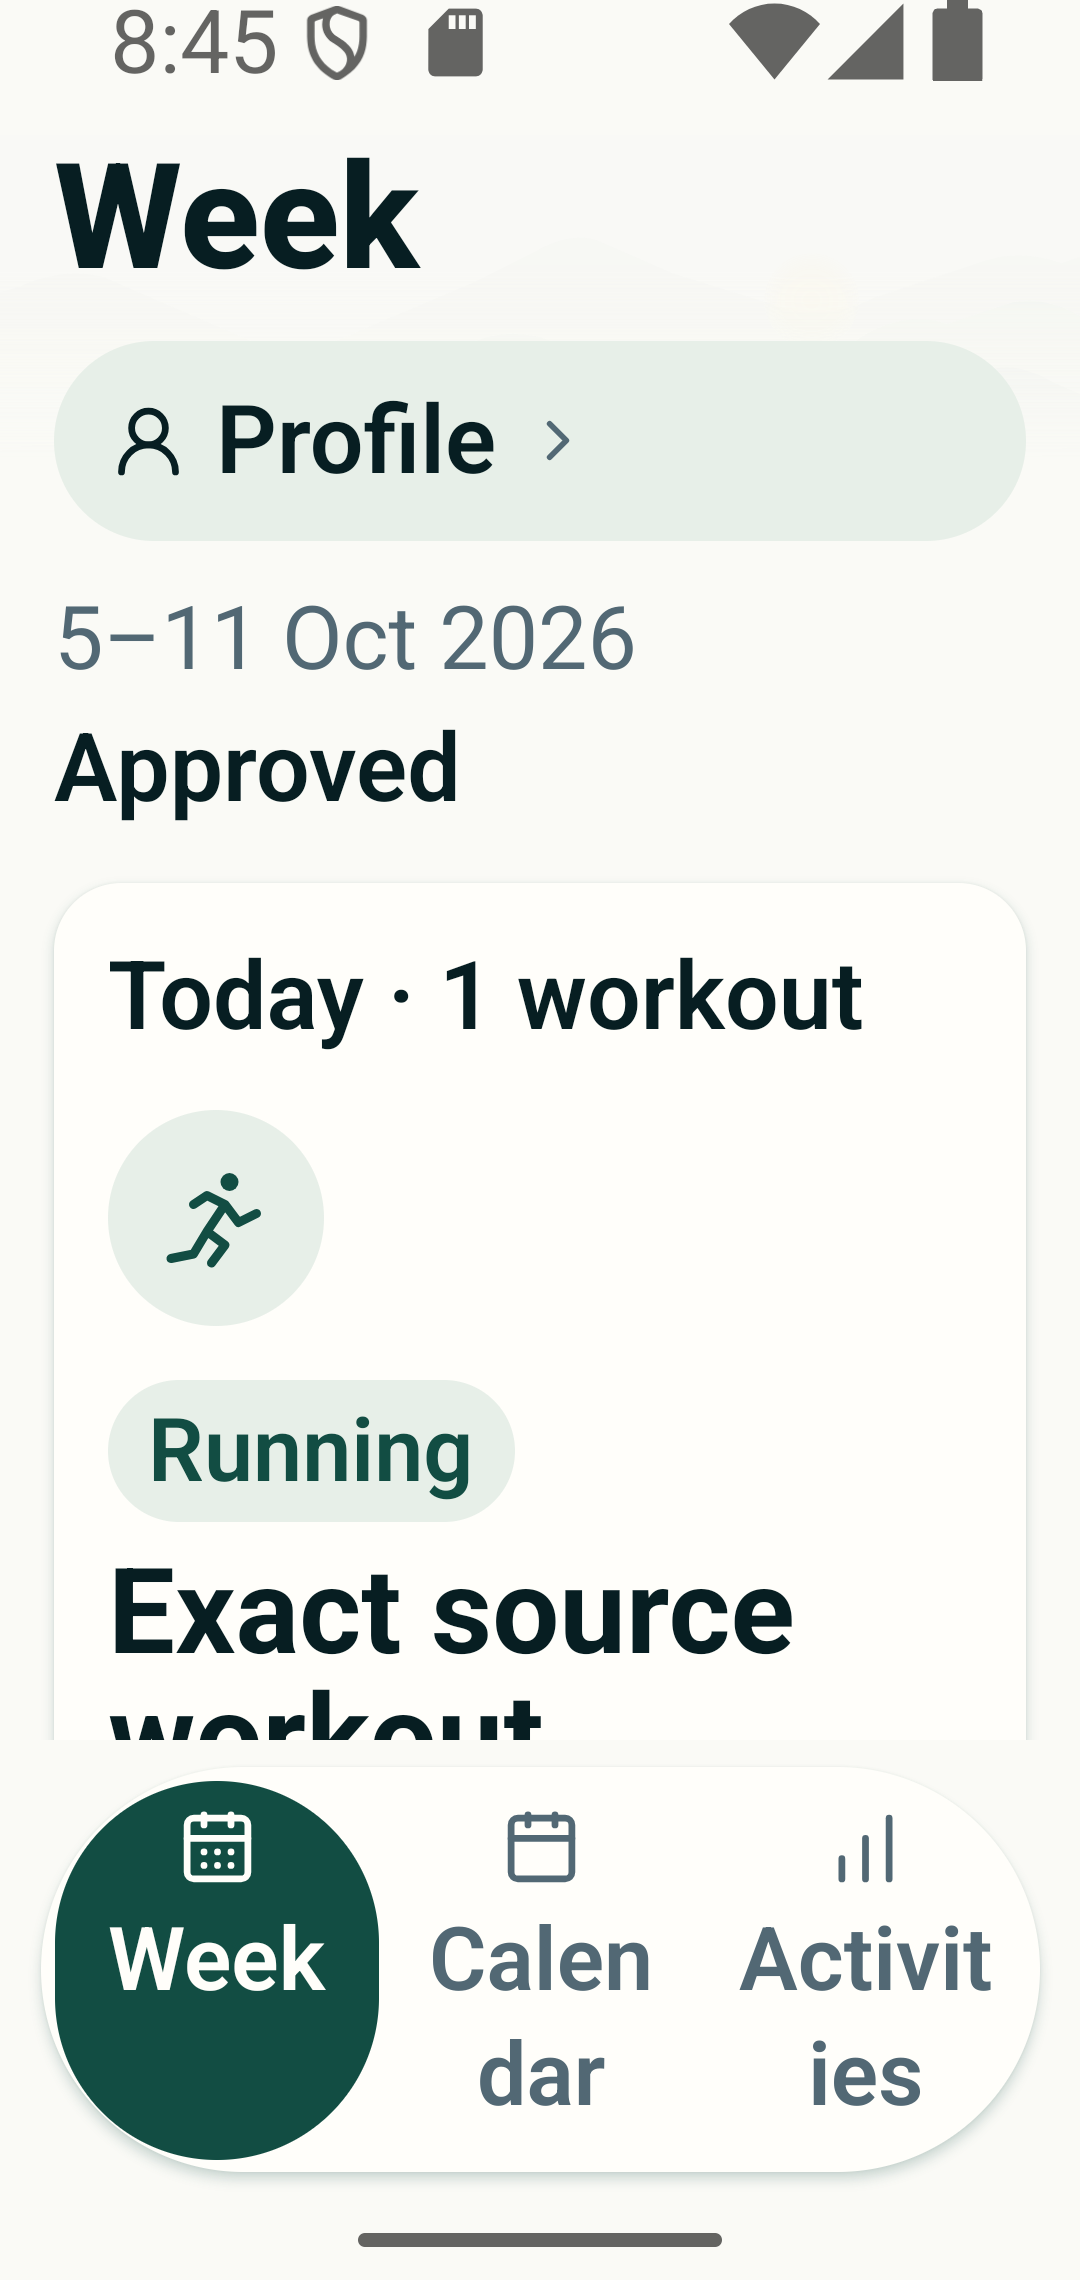 8:45
Week
Profile
5–11 Oct 2026
Approved
Today · 1 workout
Running
Exact source
workout
Week
Calen
dar
Activit
ies